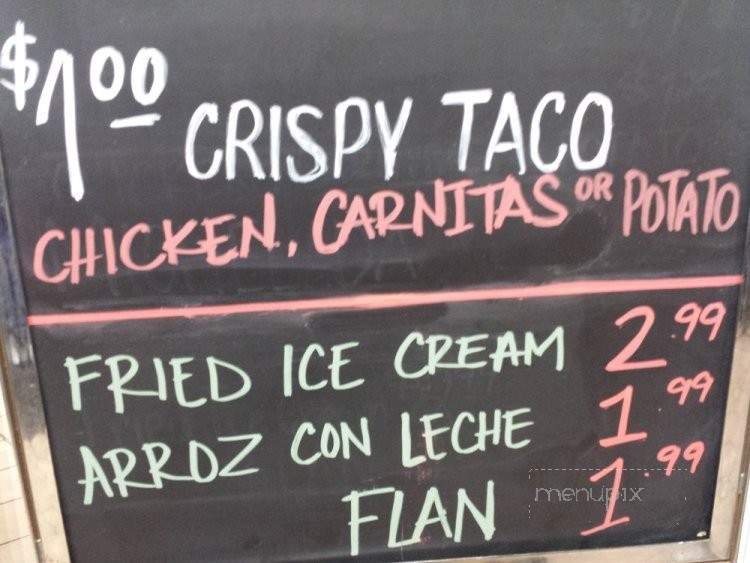 $1.00 CRISPY TACO
CHICKEN, CARNITAS OR POTATO
FRIED ICE CREAM 2.99
ARROZ CON LECHE 1.99
FLAN 1.99
menupix